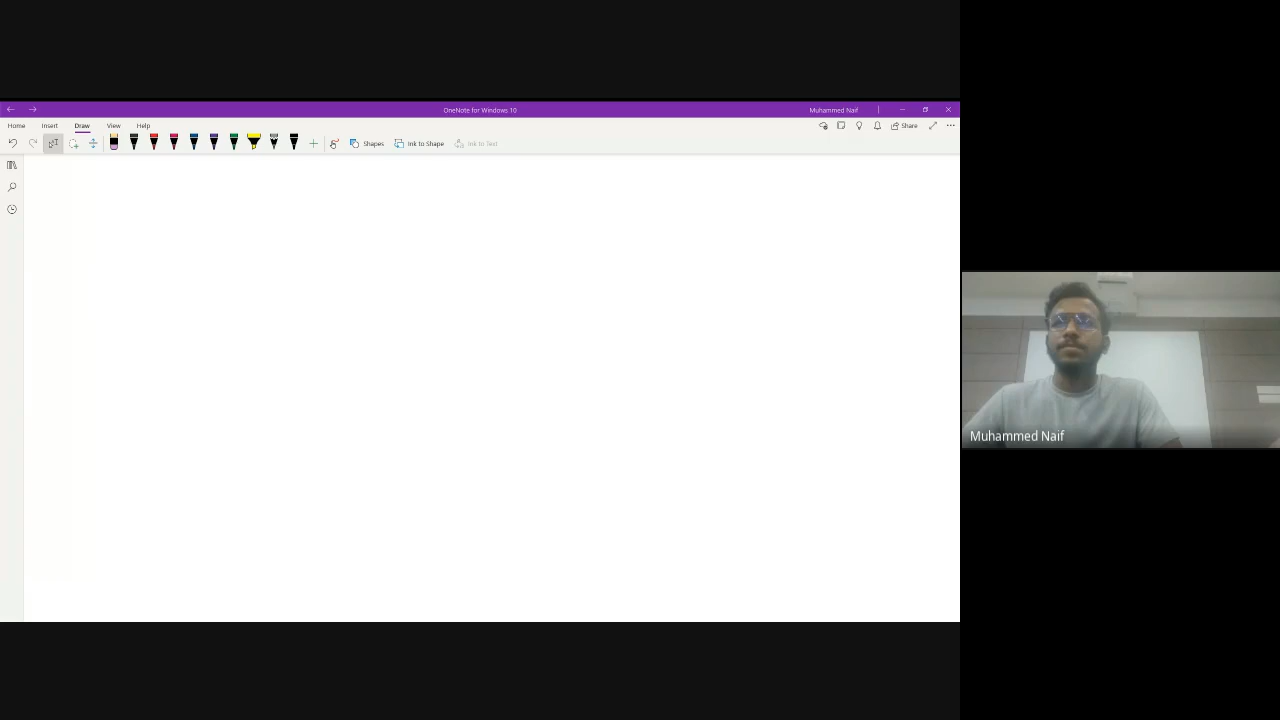 OneNote for Windows 10
Muhammed Naif
Home Insert Draw View Help
Share
Shapes Ink to Shape Ink to Text
Muhammed Naif